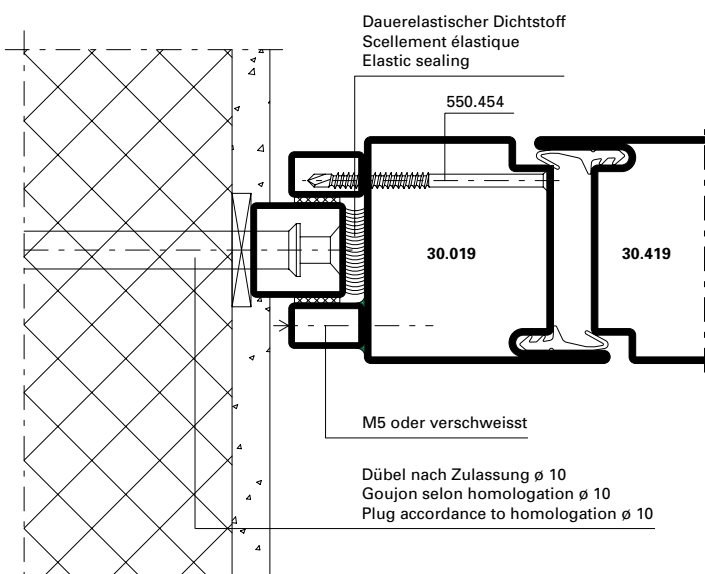 Dauerelastischer Dichtstoff
Scellement élastique
Elastic sealing
550.454
30.019
30.419
M5 oder verschweisst
Dübel nach Zulassung ø 10
Goujon selon homologation ø 10
Plug accordance to homologation ø 10